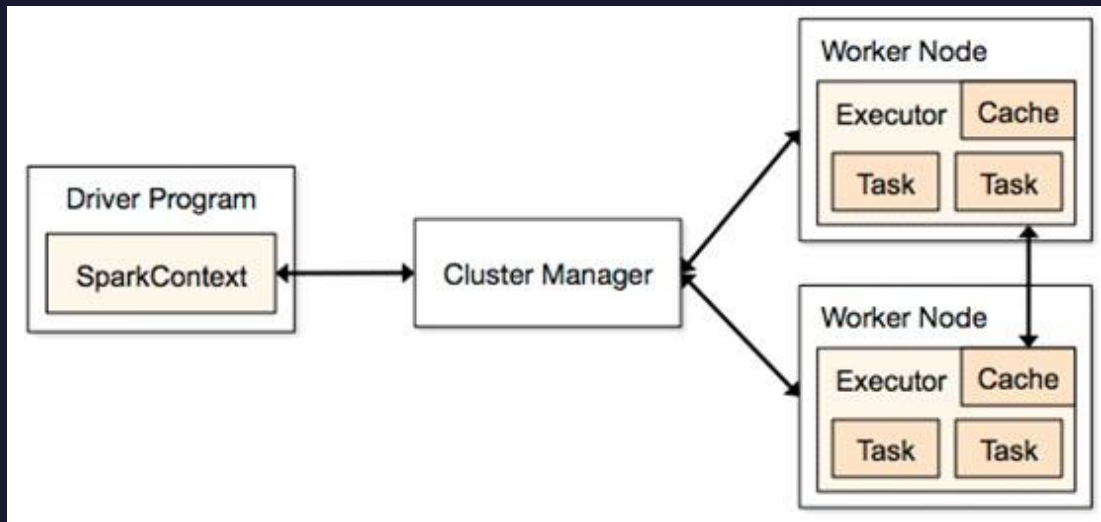 Driver Program
SparkContext
Cluster Manager
Worker Node
Executor
Cache
Task
Task
Worker Node
Executor
Cache
Task
Task